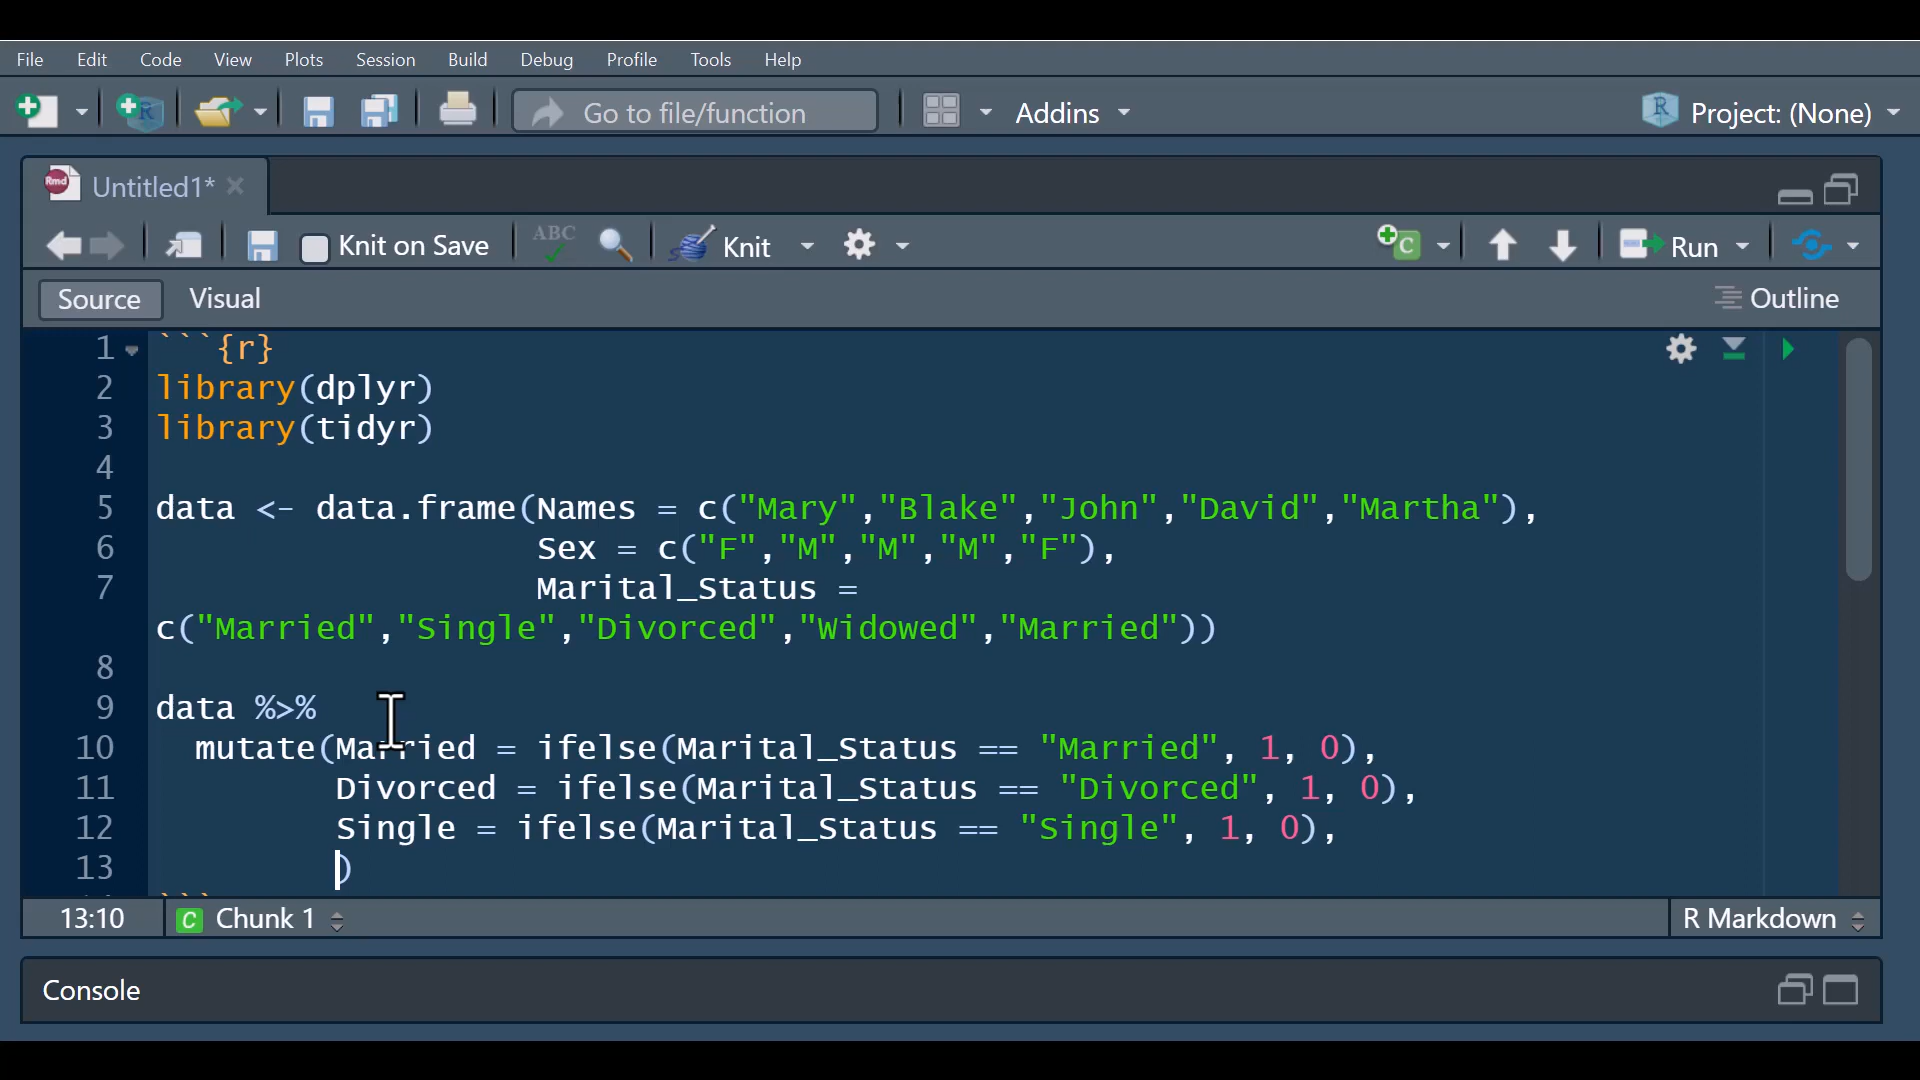 File Edit Code View Plots Session Build Debug Profile Tools Help
Go to file/function Addins Project: (None)
Untitled1*
Knit on Save ABC Knit Run
Source Visual Outline
1 ```{r}
2 library(dplyr)
3 library(tidyr)
4
5 data <- data.frame(Names = c("Mary","Blake","John","David","Martha"),
6 Sex = c("F","M","M","M","F"),
7 Marital_Status =
c("Married","Single","Divorced","Widowed","Married"))
8
9 data %>%
10 mutate(Married = ifelse(Marital_Status == "Married", 1, 0),
11 Divorced = ifelse(Marital_Status == "Divorced", 1, 0),
12 Single = ifelse(Marital_Status == "Single", 1, 0),
13 )
```
13:10 C Chunk 1 R Markdown
Console